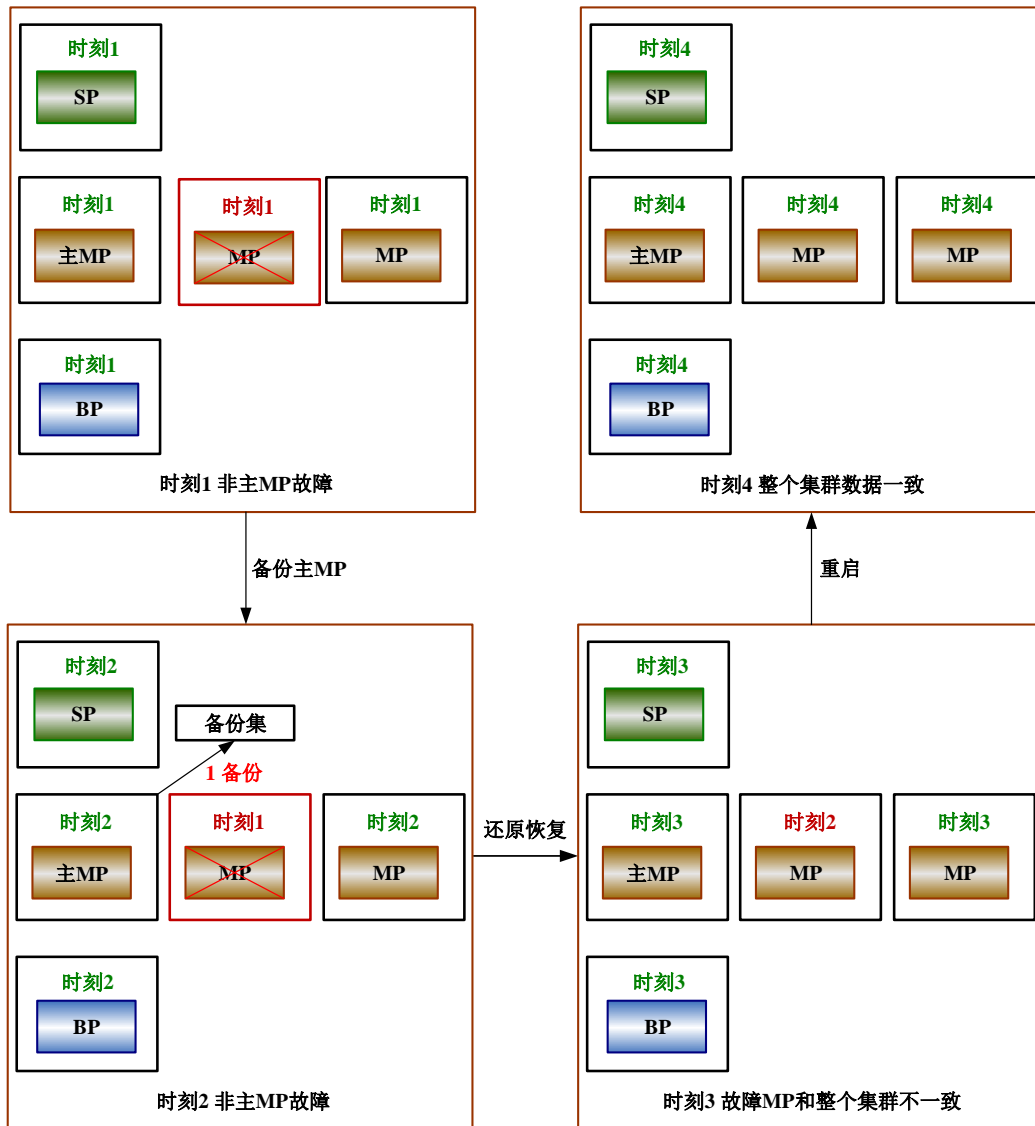 时刻1
SP
时刻1
主MP
时刻1
MP
时刻1
MP
时刻1
BP
时刻1 非主MP故障
备份主MP
时刻2
SP
备份集
1 备份
时刻2
主MP
时刻1
MP
时刻2
MP
时刻2
BP
时刻2 非主MP故障
还原恢复
时刻3
SP
时刻3
主MP
时刻2
MP
时刻3
MP
时刻3
BP
时刻3 故障MP和整个集群不一致
重启
时刻4
SP
时刻4
主MP
时刻4
MP
时刻4
MP
时刻4
BP
时刻4 整个集群数据一致